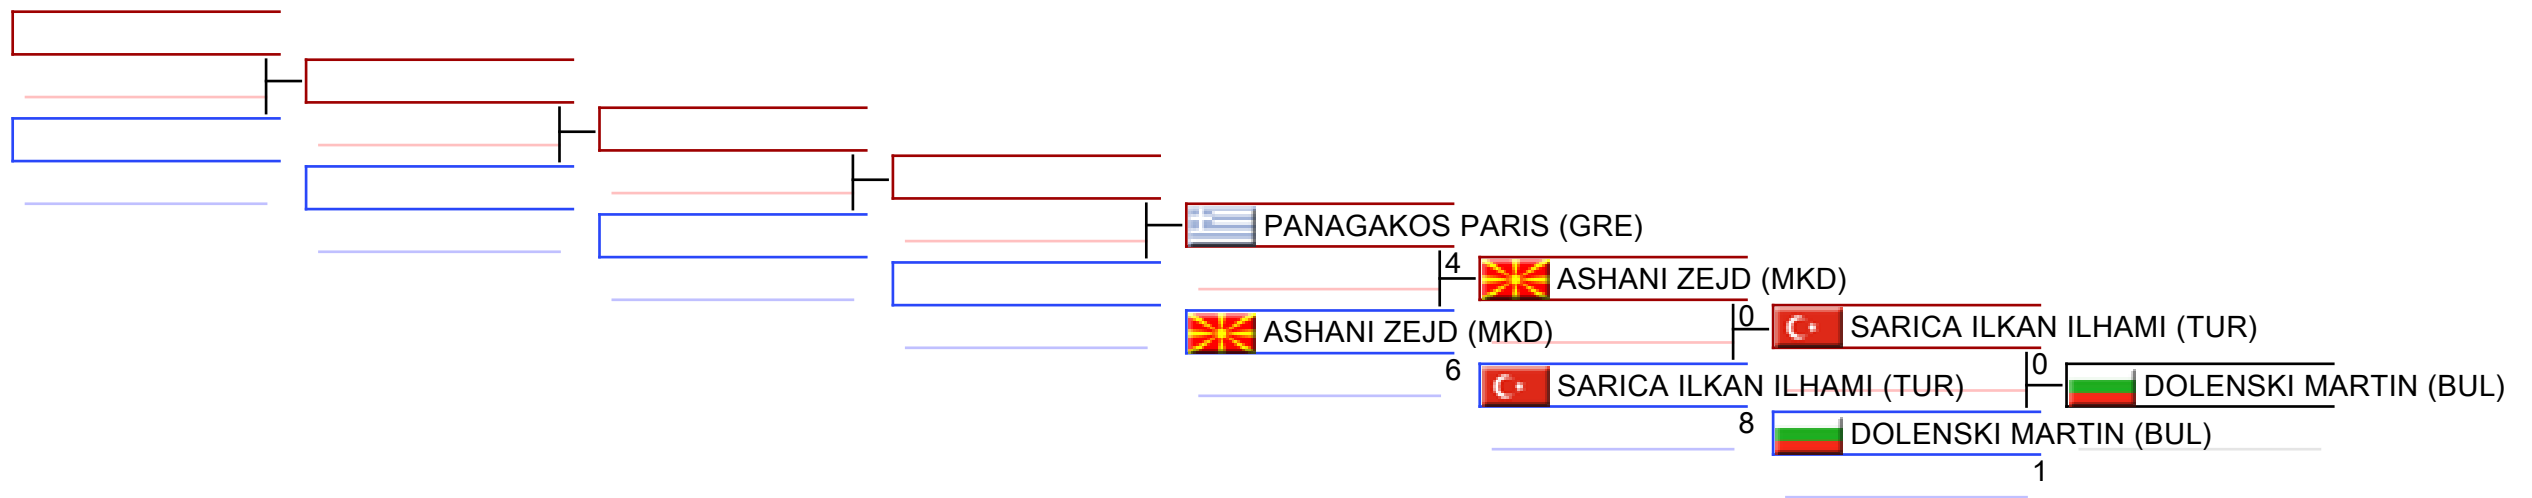 PANAGAKOS PARIS (GRE)
4
ASHANI ZEJD (MKD)
ASHANI ZEJD (MKD)
6
0
SARICA ILKAN ILHAMI (TUR)
SARICA ILKAN ILHAMI (TUR)
8
0
DOLENSKI MARTIN (BUL)
DOLENSKI MARTIN (BUL)
1